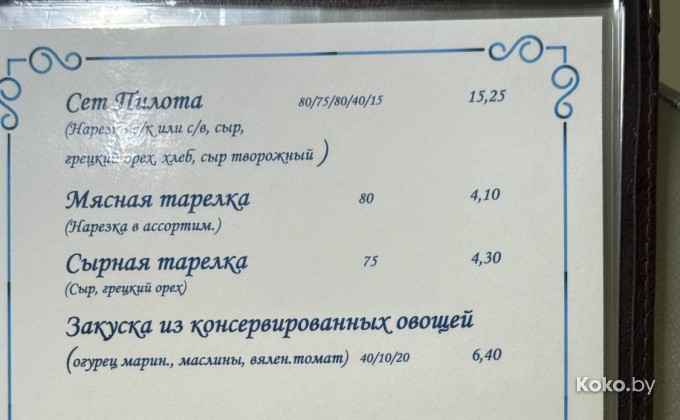 Сет Пилота 80/75/80/40/15 15,25
(Нарезка с/к или с/в, сыр,
грецкий орех, хлеб, сыр творожный )
Мясная тарелка 80 4,10
(Нарезка в ассортим.)
Сырная тарелка 75 4,30
(Сыр, грецкий орех)
Закуска из консервированных овощей
(огурец марин., маслины, вялен.томат) 40/10/20 6,40
Koko.by